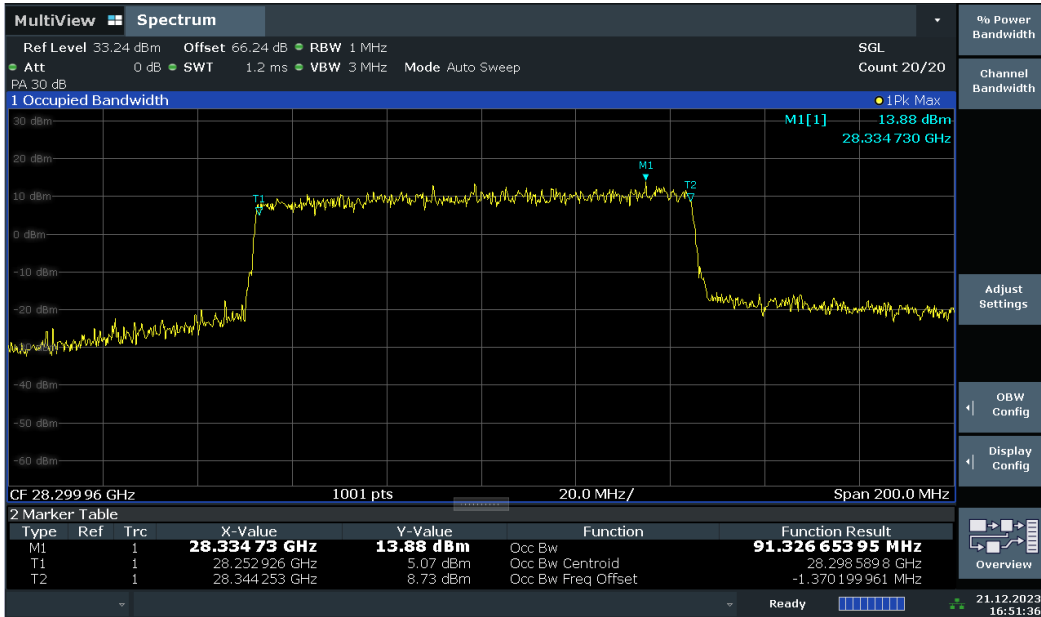 MultiView Spectrum
Ref Level 33.24 dBm Offset 66.24 dB RBW 1 MHz SGL
Att 0 dB SWT 1.2 ms VBW 3 MHz Mode Auto Sweep Count 20/20
PA 30 dB
1 Occupied Bandwidth 1Pk Max
30 dBm M1[1] 13.88 dBm
28.334 730 GHz
20 dBm
M1
10 dBm
T1
T2
0 dBm
-10 dBm
-20 dBm
-40 dBm
-50 dBm
-60 dBm
CF 28.299 96 GHz 1001 pts 20.0 MHz/ Span 200.0 MHz
2 Marker Table
Type Ref Trc X-Value Y-Value Function Function Result
M1 1 28.334 73 GHz 13.88 dBm Occ Bw 91.326 653 95 MHz
T1 1 28.252 926 GHz 5.07 dBm Occ Bw Centroid 28.298 589 8 GHz
T2 1 28.344 253 GHz 8.73 dBm Occ Bw Freq Offset -1.370 199 961 MHz
Ready 21.12.2023
16:51:36
% Power
Bandwidth
Channel
Bandwidth
Adjust
Settings
OBW
Config
Display
Config
Overview